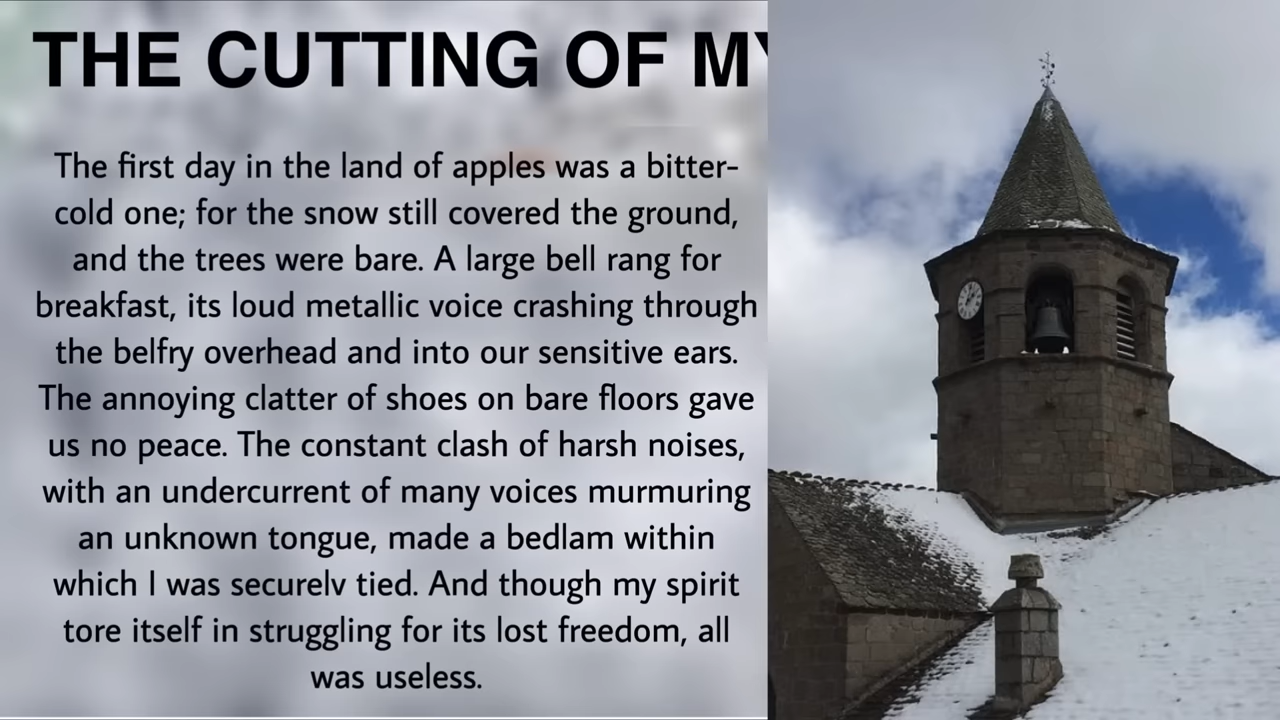 THE CUTTING OF MY
The first day in the land of apples was a bitter-
cold one; for the snow still covered the ground,
and the trees were bare. A large bell rang for
breakfast, its loud metallic voice crashing through
the belfry overhead and into our sensitive ears.
The annoying clatter of shoes on bare floors gave
us no peace. The constant clash of harsh noises,
with an undercurrent of many voices murmuring
an unknown tongue, made a bedlam within
which I was securelv tied. And though my spirit
tore itself in struggling for its lost freedom, all
was useless.